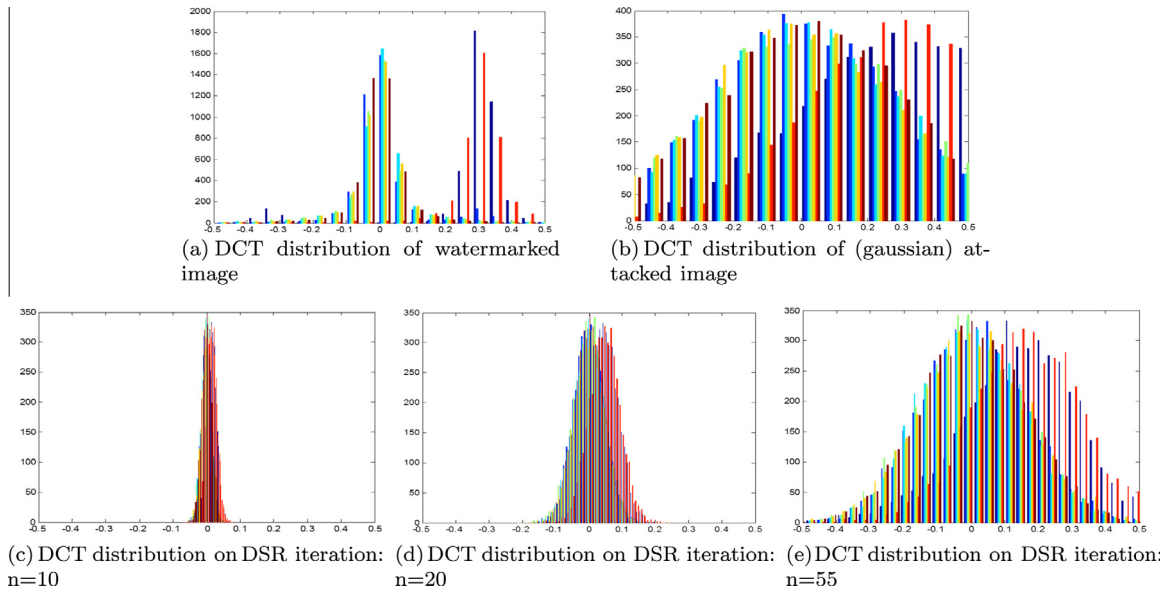 2000
1800
1600
1400
1200
1000
800
600
400
200
0
-0.5 -0.4 -0.3 -0.2 -0.1 0 0.1 0.2 0.3 0.4 0.5
(a) DCT distribution of watermarked
image
400
350
300
250
200
150
100
50
0
-0.5 -0.4 -0.3 -0.2 -0.1 0 0.1 0.2 0.3 0.4 0.5
(b) DCT distribution of (gaussian) at-
tacked image
350
300
250
200
150
100
50
0
-0.5 -0.4 -0.3 -0.2 -0.1 0 0.1 0.2 0.3 0.4 0.5
(c) DCT distribution on DSR iteration:
n=10
350
300
250
200
150
100
50
0
-0.5 -0.4 -0.3 -0.2 -0.1 0 0.1 0.2 0.3 0.4 0.5
(d) DCT distribution on DSR iteration:
n=20
350
300
250
200
150
100
50
0
-0.5 -0.4 -0.3 -0.2 -0.1 0 0.1 0.2 0.3 0.4 0.5
(e) DCT distribution on DSR iteration:
n=55